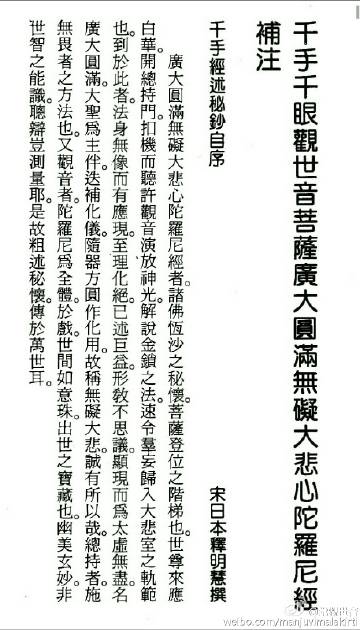 千手千眼觀世音菩薩廣大圓滿無礙大悲心陀羅尼經
補注
千手經述秘鈔自序 宋日本釋明慧撰
廣大圓滿無礙大悲心陀羅尼經者。諸佛恆沙之秘懷。菩薩登位之階梯也。世尊來應
白華。開總持門。扣機而聽許觀音演放神光。解說金鎖之法。速令羣妄歸入大悲室之軌範
也。到於此者。法身無像而有應現。至理化絕。已述巨益。形教不思議。顯現而爲太虛無盡。名
廣大圓滿。大聖爲主伴迭補化儀。隨器方圓作化用。故稱無礙大悲。誠有所以哉。總持者。施
無畏者之方法也。又觀音者。陀羅尼爲全體。於戲世間如意珠。出世之寶藏也。幽美玄妙。非
世智之能識。聰辯豈測量耶。是故粗述秘懷。傳於萬世耳。
weibo.com/manjuvimalakirti